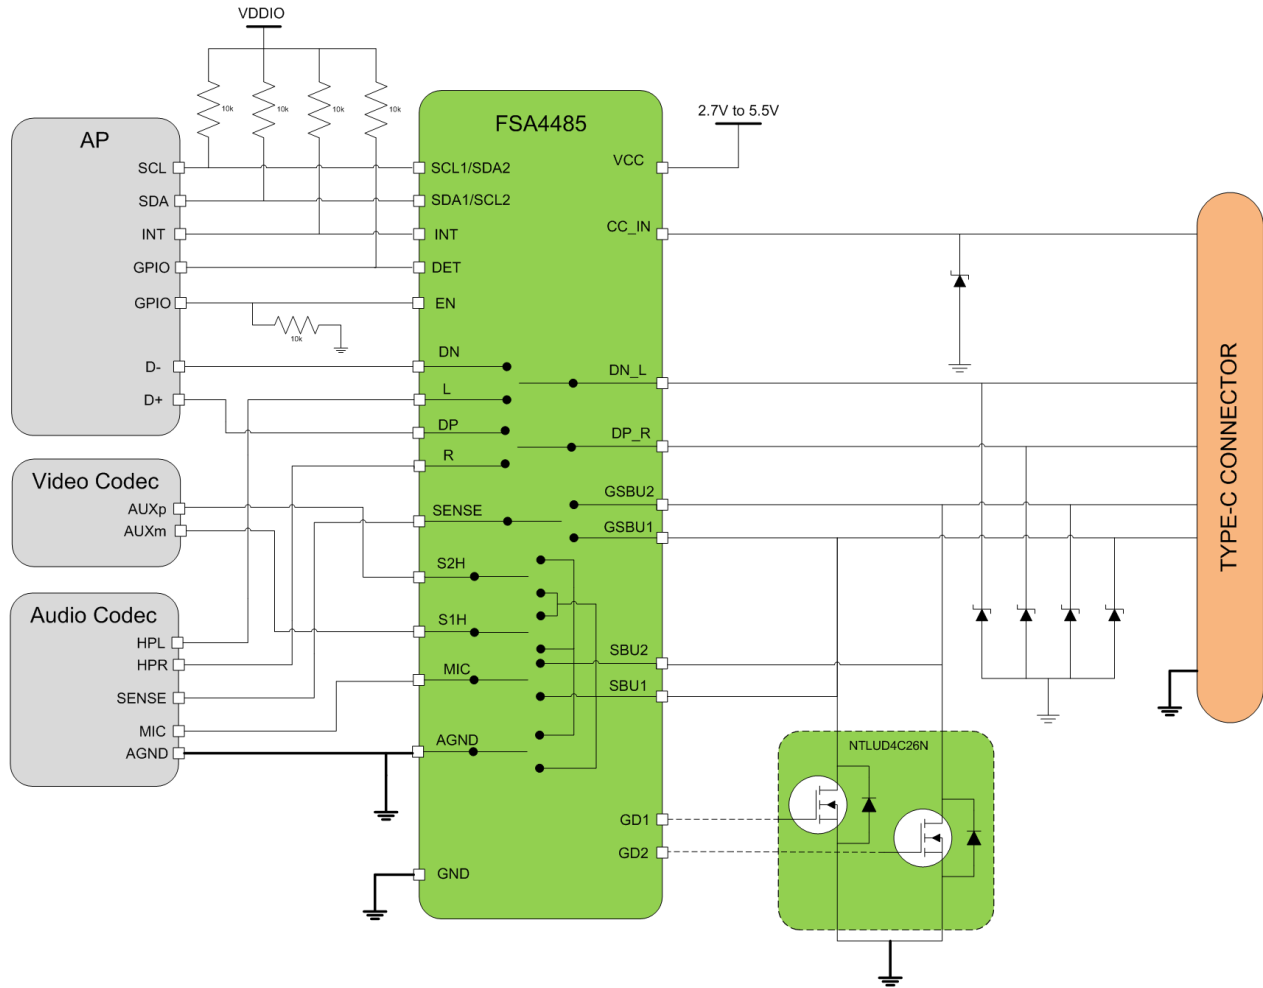 VDDIO
10k
10k
10k
10k
AP
SCL
SDA
INT
GPIO
GPIO
10k
D-
D+
Video Codec
AUXp
AUXm
Audio Codec
HPL
HPR
SENSE
MIC
AGND
FSA4485
SCL1/SDA2
SDA1/SCL2
INT
DET
EN
DN
L
DP
R
SENSE
S2H
S1H
MIC
AGND
GND
VCC
CC_IN
DN_L
DP_R
GSBU2
GSBU1
SBU2
SBU1
GD1
GD2
2.7V to 5.5V
NTLUD4C26N
TYPE-C CONNECTOR